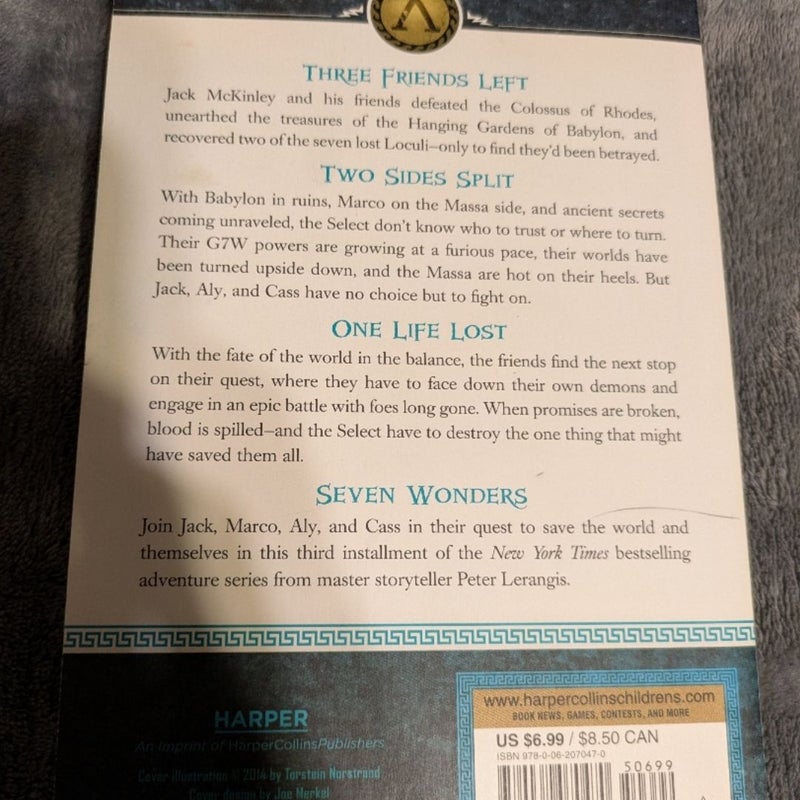 Λ
THREE FRIENDS LEFT
Jack McKinley and his friends defeated the Colossus of Rhodes,
unearthed the treasures of the Hanging Gardens of Babylon, and
recovered two of the seven lost Loculi–only to find they'd been betrayed.
TWO SIDES SPLIT
With Babylon in ruins, Marco on the Massa side, and ancient secrets
coming unraveled, the Select don't know who to trust or where to turn.
Their G7W powers are growing at a furious pace, their worlds have
been turned upside down, and the Massa are hot on their heels. But
Jack, Aly, and Cass have no choice but to fight on.
ONE LIFE LOST
With the fate of the world in the balance, the friends find the next stop
on their quest, where they have to face down their own demons and
engage in an epic battle with foes long gone. When promises are broken,
blood is spilled–and the Select have to destroy the one thing that might
have saved them all.
SEVEN WONDERS
Join Jack, Marco, Aly, and Cass in their quest to save the world and
themselves in this third installment of the New York Times bestselling
adventure series from master storyteller Peter Lerangis.
HARPER
An Imprint of HarperCollinsPublishers
Cover illustration © 2014 by Torstein Norstrand
Cover design by Joe Merkel
www.harpercollinschildrens.com
BOOK NEWS, GAMES, CONTESTS, AND MORE
US $6.99 / $8.50 CAN
ISBN 978-0-06-207047-0
50699